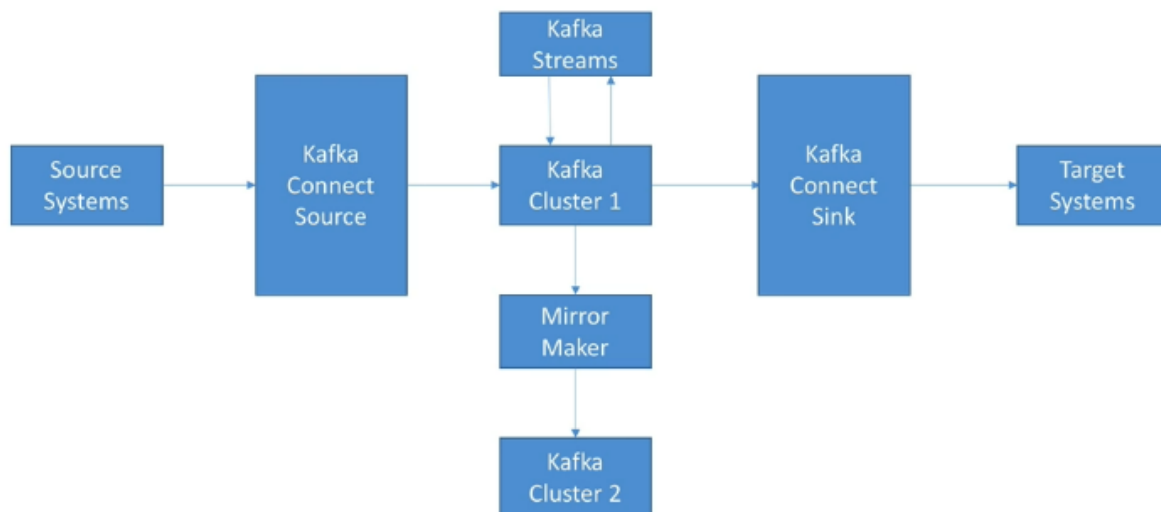 Kafka
Streams
Source
Systems
Kafka
Connect
Source
Kafka
Cluster 1
Kafka
Connect
Sink
Target
Systems
Mirror
Maker
Kafka
Cluster 2